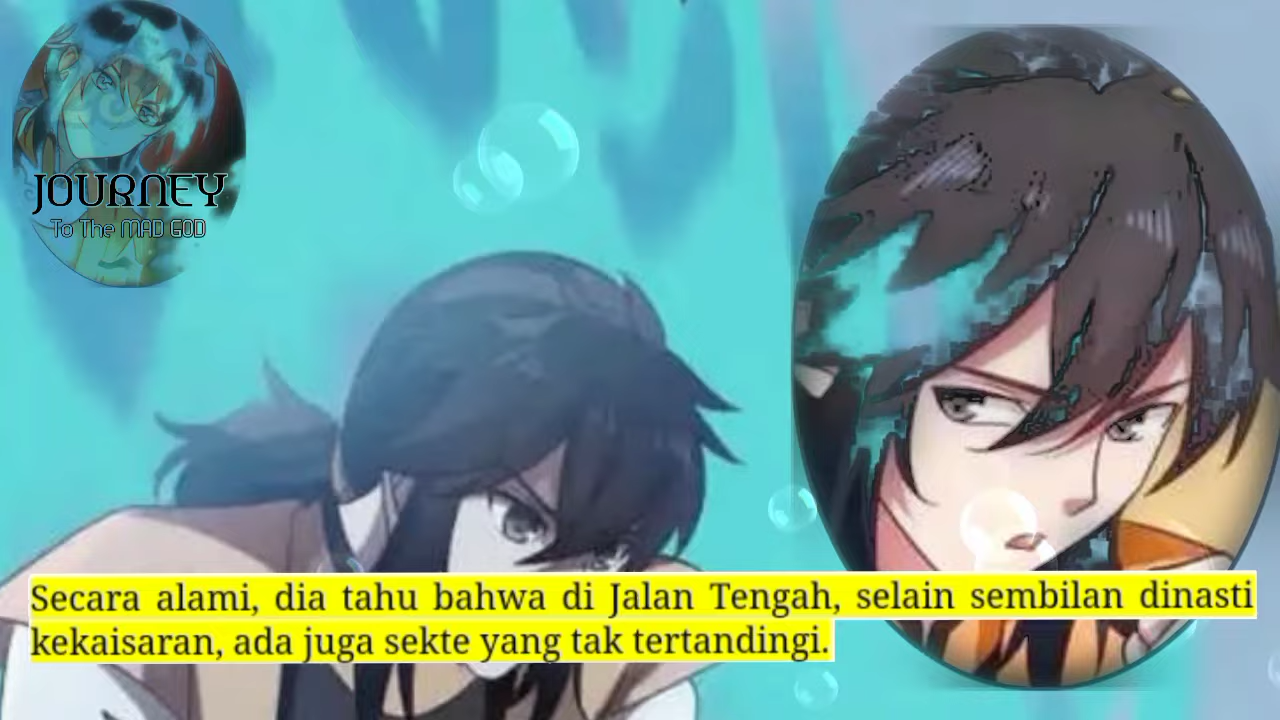 JOURNEY
To The MAD GOD
Secara alami, dia tahu bahwa di Jalan Tengah, selain sembilan dinasti
kekaisaran, ada juga sekte yang tak tertandingi.